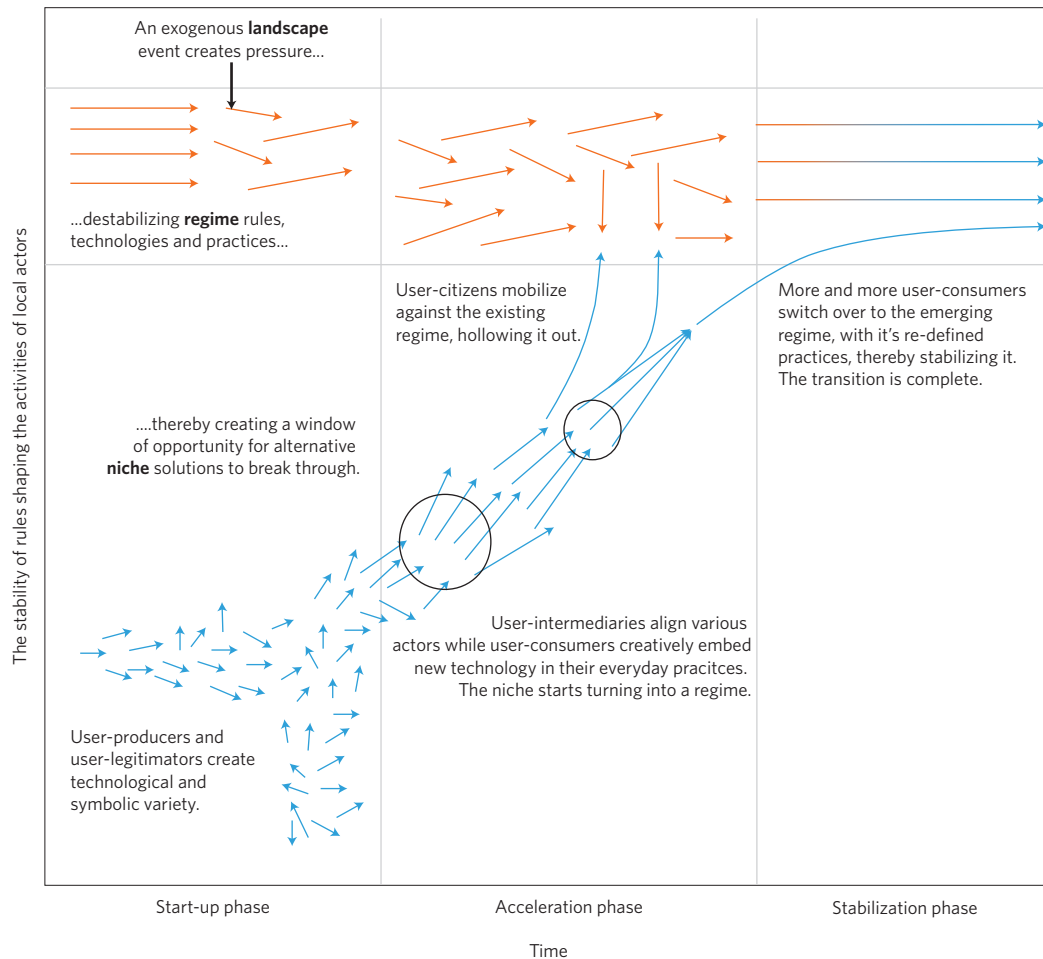 An exogenous landscape
event creates pressure...
...destabilizing regime rules,
technologies and practices...
User-citizens mobilize
against the existing
regime, hollowing it out.
More and more user-consumers
switch over to the emerging
regime, with it's re-defined
practices, thereby stabilizing it.
The transition is complete.
....thereby creating a window
of opportunity for alternative
niche solutions to break through.
User-intermediaries align various
actors while user-consumers creatively embed
new technology in their everyday pracitces.
The niche starts turning into a regime.
User-producers and
user-legitimators create
technological and
symbolic variety.
The stability of rules shaping the activities of local actors
Start-up phase
Acceleration phase
Stabilization phase
Time